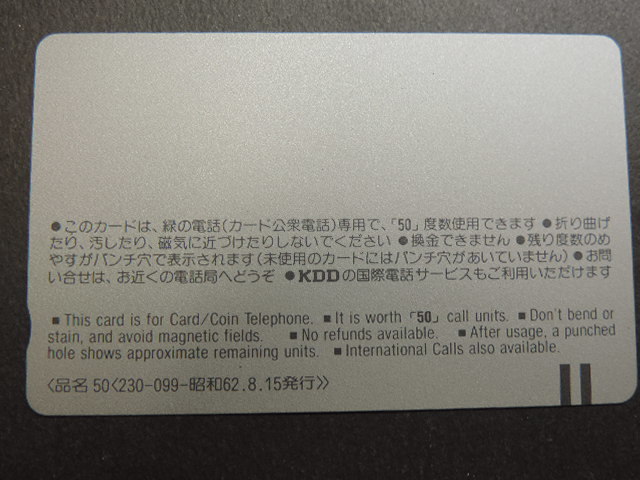 ●このカードは、緑の電話(カード公衆電話)専用で、「50」度数使用できます ●折り曲げ
たり、汚したり、磁気に近づけたりしないでください ●換金できません ●残り度数のめ
やすがパンチ穴で表示されます(未使用のカードにはパンチ穴があいていません) ●お問
い合せは、お近くの電話局へどうぞ ●KDDの国際電話サービスもご利用いただけます
■ This card is for Card/Coin Telephone. ■ It is worth「50」call units. ■ Don't bend or
stain, and avoid magnetic fields. ■ No refunds available. ■ After usage, a punched
hole shows approximate remaining units. ■ International Calls also available.
〈品名 50〈230-099-昭和62.8.15発行〉〉